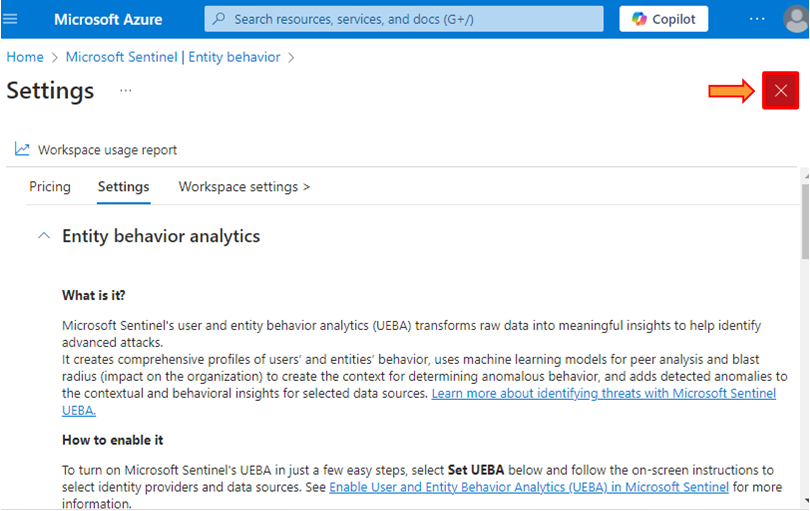 Microsoft Azure
Search resources, services, and docs (G+/)
Copilot
...
Home > Microsoft Sentinel | Entity behavior >
Settings ...
Workspace usage report
Pricing Settings Workspace settings >
Entity behavior analytics
What is it?
Microsoft Sentinel's user and entity behavior analytics (UEBA) transforms raw data into meaningful insights to help identify
advanced attacks.
It creates comprehensive profiles of users' and entities' behavior, uses machine learning models for peer analysis and blast
radius (impact on the organization) to create the context for determining anomalous behavior, and adds detected anomalies to
the contextual and behavioral insights for selected data sources. Learn more about identifying threats with Microsoft Sentinel
UEBA.
How to enable it
To turn on Microsoft Sentinel's UEBA in just a few easy steps, select Set UEBA below and follow the on-screen instructions to
select identity providers and data sources. See Enable User and Entity Behavior Analytics (UEBA) in Microsoft Sentinel for more
information.